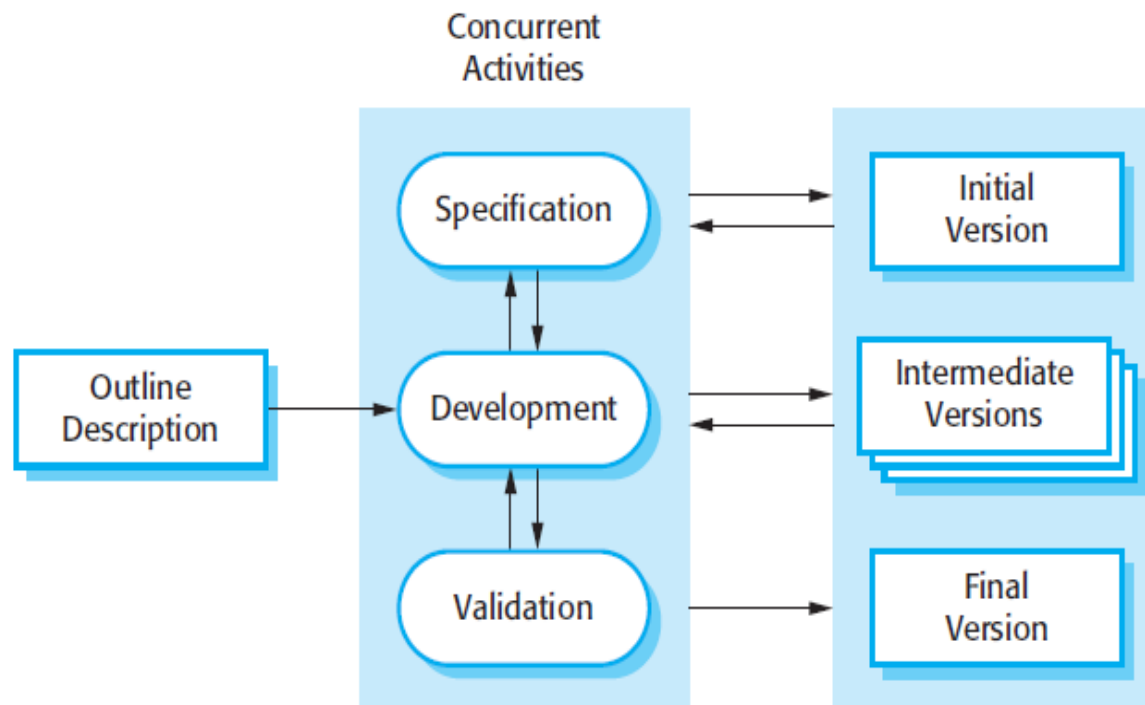 Concurrent
Activities
Specification
Initial
Version
Outline
Description
Development
Intermediate
Versions
Validation
Final
Version